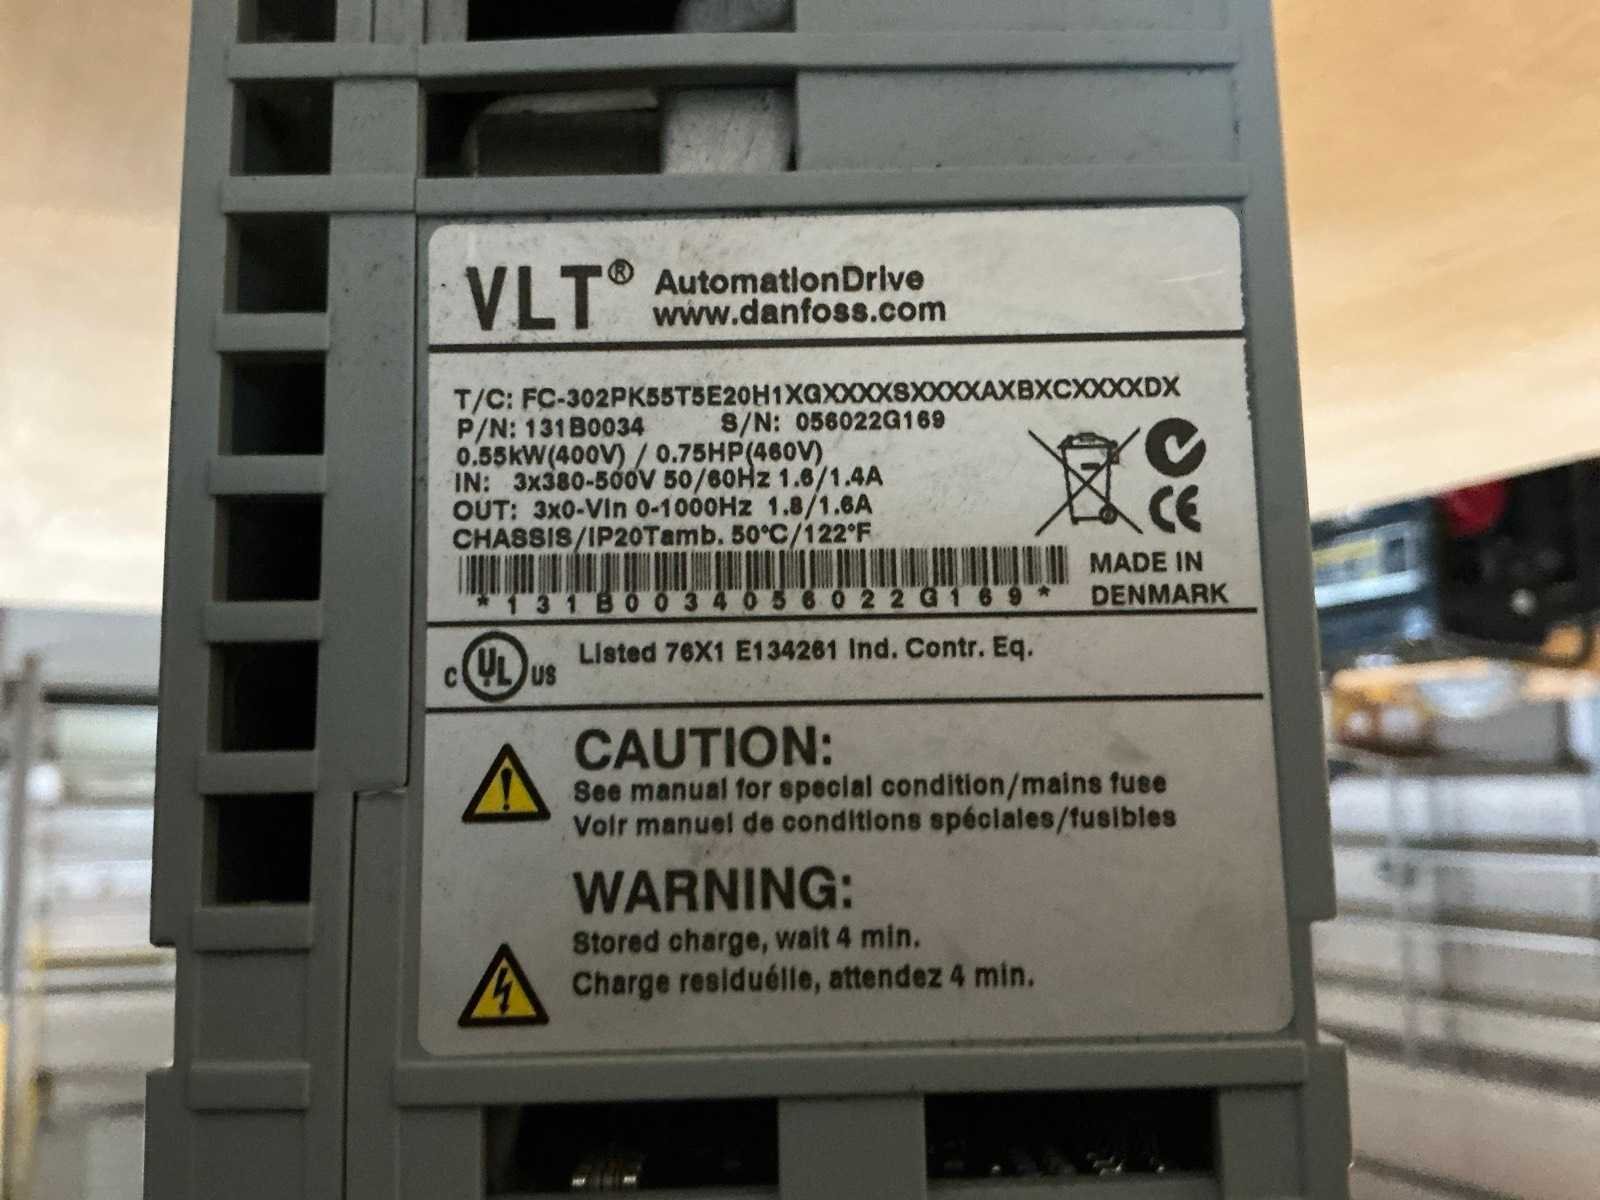 VLT® AutomationDrive
www.danfoss.com
T/C: FC-302PK55T5E20H1XGXXXXSXXXXAXBXCXXXXDX
P/N: 131B0034 S/N: 056022G169
0.55kW(400V) / 0.75HP(460V)
IN: 3x380-500V 50/60Hz 1.6/1.4A
OUT: 3x0-Vin 0-1000Hz 1.8/1.6A
CHASSIS/IP20Tamb. 50°C/122°F
*131B0034056022G169*
CE
MADE IN
DENMARK
C UL US Listed 76X1 E134261 Ind. Contr. Eq.
CAUTION:
See manual for special condition/mains fuse
Voir manuel de conditions spéciales/fusibles
WARNING:
Stored charge, wait 4 min.
Charge residuélle, attendez 4 min.